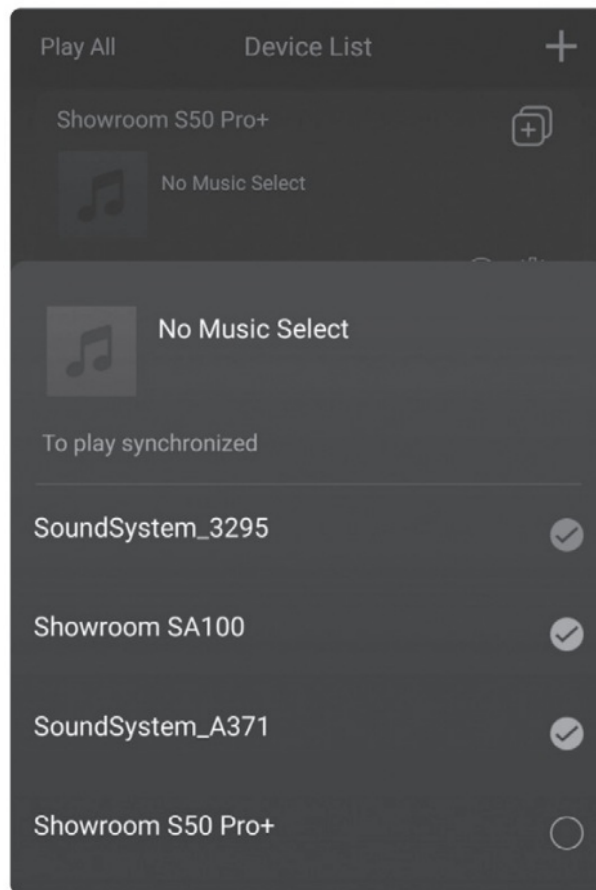 Play All
Device List
Showroom S50 Pro+
No Music Select
No Music Select
To play synchronized
SoundSystem_3295
Showroom SA100
SoundSystem_A371
Showroom S50 Pro+